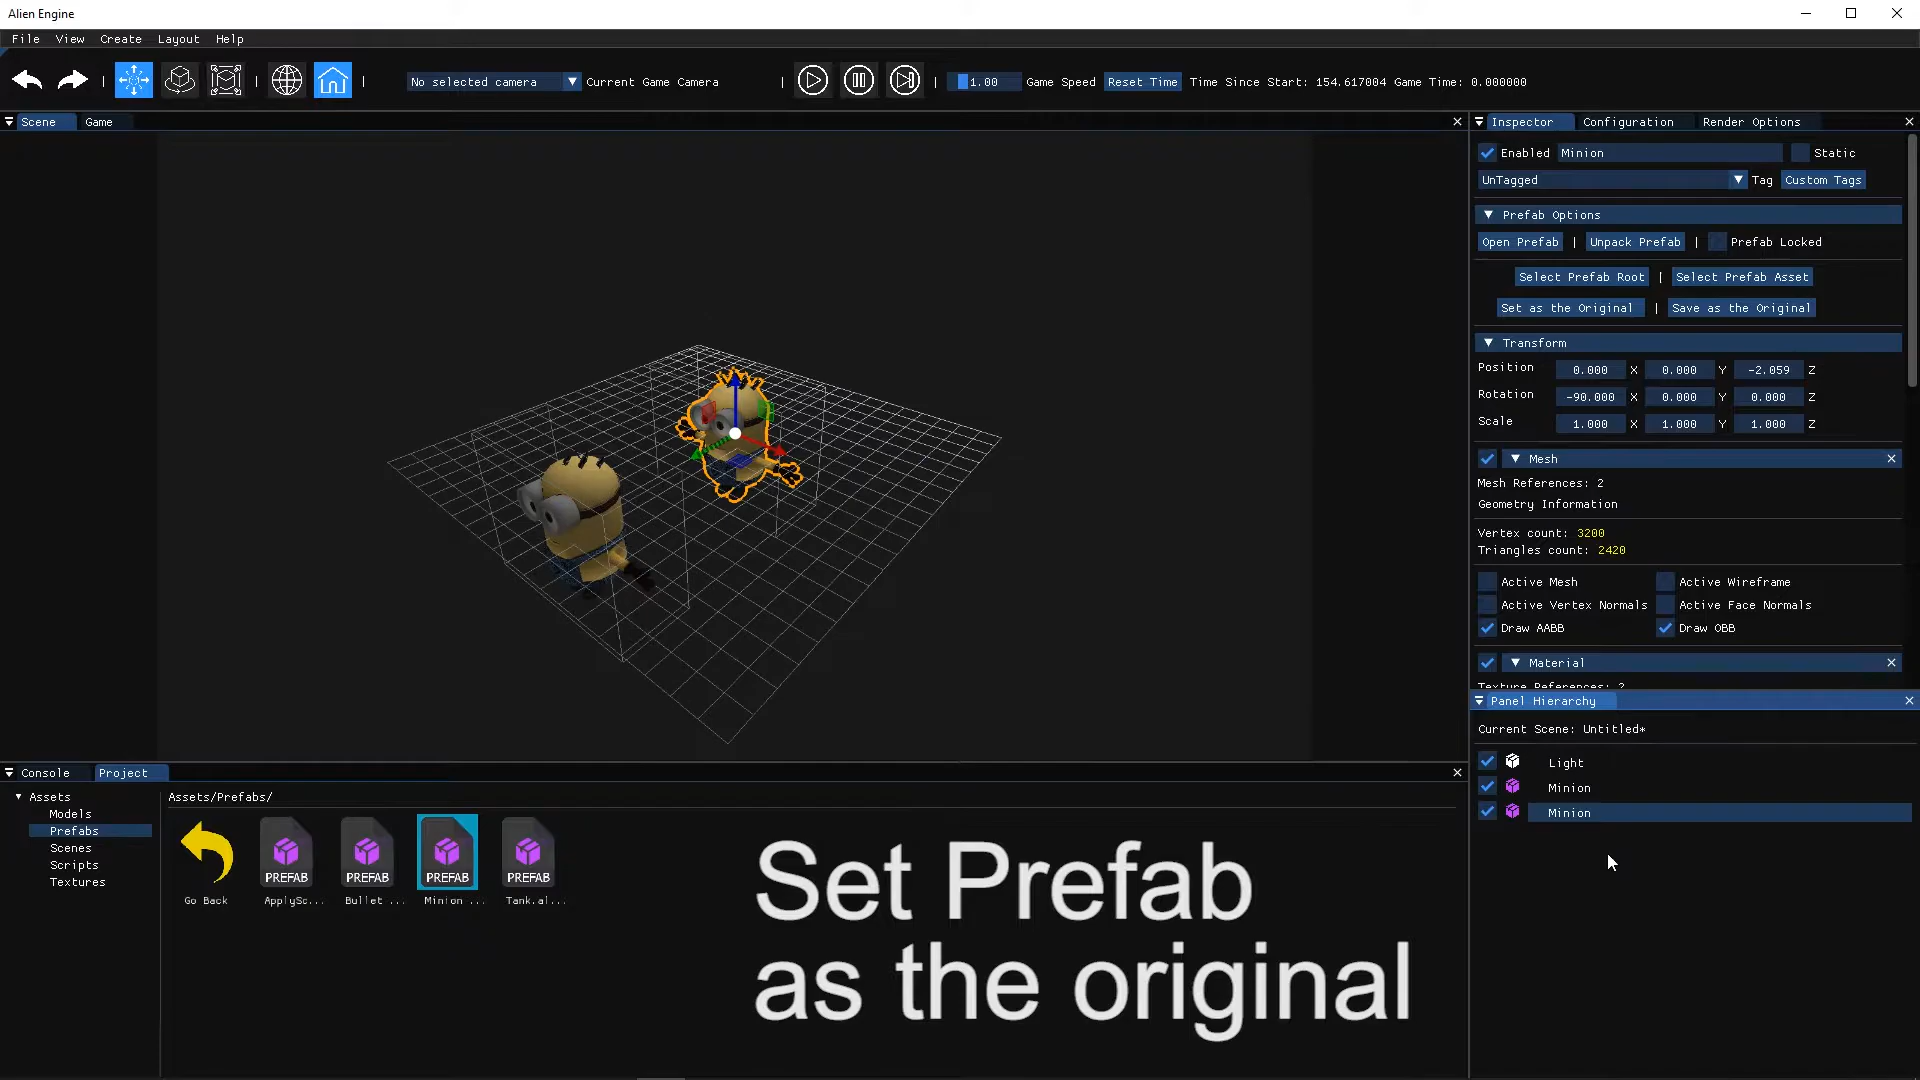 Alien Engine
File View Create Layout Help
No selected camera Current Game Camera 1.00 Game Speed Reset Time Time Since Start: 154.617004 Game Time: 0.000000
Scene Game
Inspector Configuration Render Options
Enabled Minion Static
UnTagged Tag Custom Tags
Prefab Options
Open Prefab | Unpack Prefab | Prefab Locked
Select Prefab Root | Select Prefab Asset
Set as the Original | Save as the Original
Transform
Position 0.000 X 0.000 Y -2.059 Z
Rotation -90.000 X 0.000 Y 0.000 Z
Scale 1.000 X 1.000 Y 1.000 Z
Mesh
Mesh References: 2
Geometry Information
Vertex count: 3200
Triangles count: 2420
Active Mesh Active Wireframe
Active Vertex Normals Active Face Normals
Draw AABB Draw OBB
Material
Texture References: 2
Panel Hierarchy
Current Scene: Untitled*
Light
Minion
Minion
Console Project
Assets
Models
Prefabs
Scenes
Scripts
Textures
Assets/Prefabs/
PREFAB PREFAB PREFAB PREFAB
Go Back ApplySc... Bullet ... Minion ... Tank.al...
Set Prefab
as the original